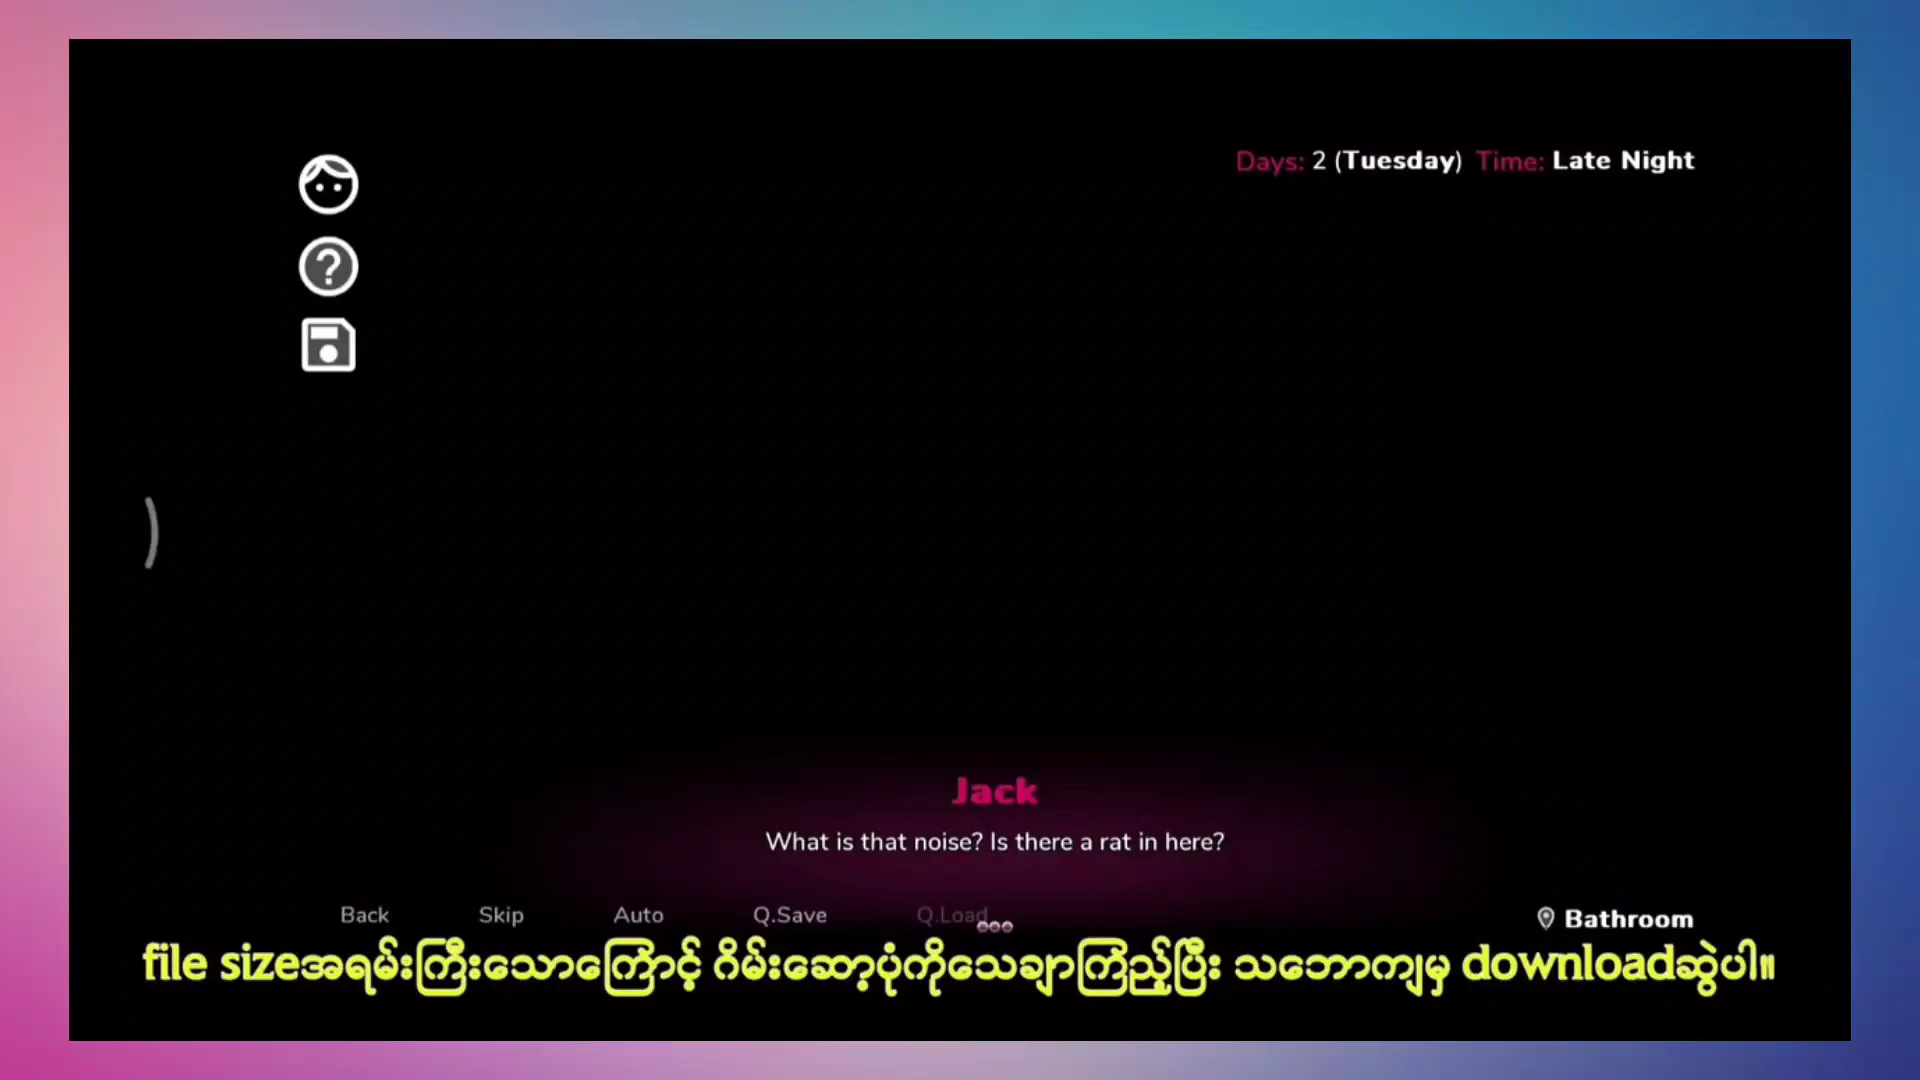 Days: 2 (Tuesday) Time: Late Night
Jack
What is that noise? Is there a rat in here?
Back Skip Auto Q.Save Q.Load
Bathroom
file sizeအရမ်းကြီးသောကြောင့် ဂိမ်းဆော့ပုံကိုသေချာကြည့်ပြီး သဘောကျမှ downloadဆွဲပါ။